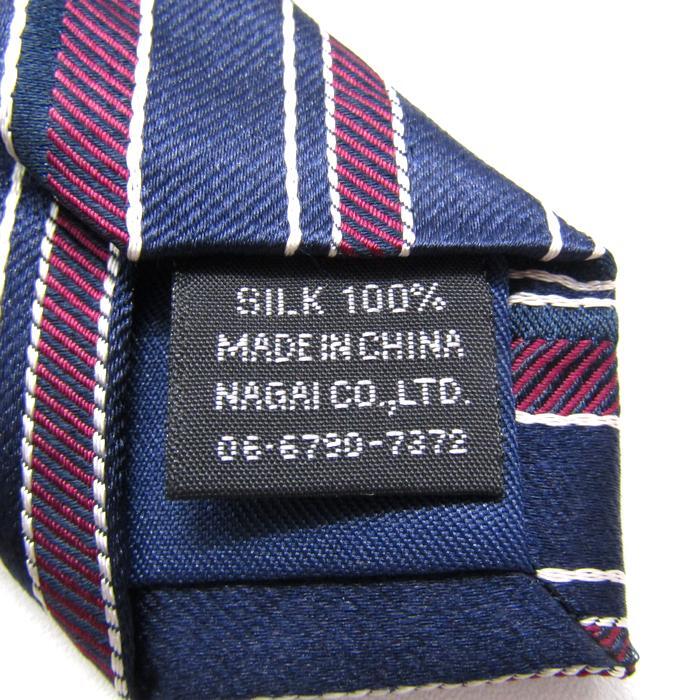 SILK 100%
MADE IN CHINA
NAGAI CO.,LTD.
06-6790-7372